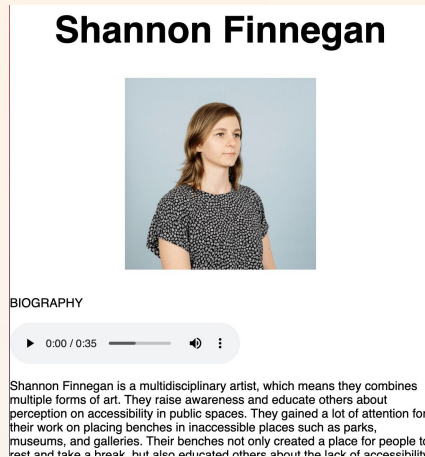 Shannon Finnegan
BIOGRAPHY
0:00 / 0:35
Shannon Finnegan is a multidisciplinary artist, which means they combines
multiple forms of art. They raise awareness and educate others about
perception on accessibility in public spaces. They gained a lot of attention for
their work on placing benches in inaccessible places such as parks,
museums, and galleries. Their benches not only created a place for people to
rest and take a break, but also educated others about the lack of accessibility